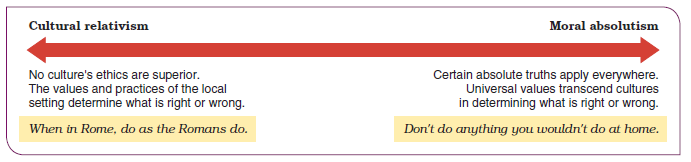 Cultural relativism
Moral absolutism
No culture's ethics are superior.
The values and practices of the local
setting determine what is right or wrong.
When in Rome, do as the Romans do.
Certain absolute truths apply everywhere.
Universal values transcend cultures
in determining what is right or wrong.
Don't do anything you wouldn't do at home.